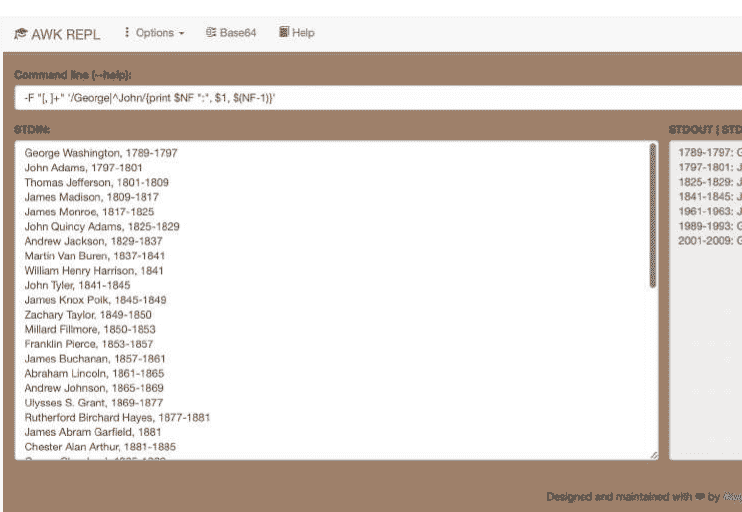 AWK REPL Options Base64 Help
Command line (--help):
-F "[, ]+" '/George|^John/{print $NF ":", $1, $(NF-1)}'
STDIN:
George Washington, 1789-1797
John Adams, 1797-1801
Thomas Jefferson, 1801-1809
James Madison, 1809-1817
James Monroe, 1817-1825
John Quincy Adams, 1825-1829
Andrew Jackson, 1829-1837
Martin Van Buren, 1837-1841
William Henry Harrison, 1841
John Tyler, 1841-1845
James Knox Polk, 1845-1849
Zachary Taylor, 1849-1850
Millard Fillmore, 1850-1853
Franklin Pierce, 1853-1857
James Buchanan, 1857-1861
Abraham Lincoln, 1861-1865
Andrew Johnson, 1865-1869
Ulysses S. Grant, 1869-1877
Rutherford Birchard Hayes, 1877-1881
James Abram Garfield, 1881
Chester Alan Arthur, 1881-1885
STDOUT | STD
1789-1797: G
1797-1801: J
1825-1829: J
1841-1845: J
1961-1963: J
1989-1993: G
2001-2009: G
Designed and maintained with ❤ by